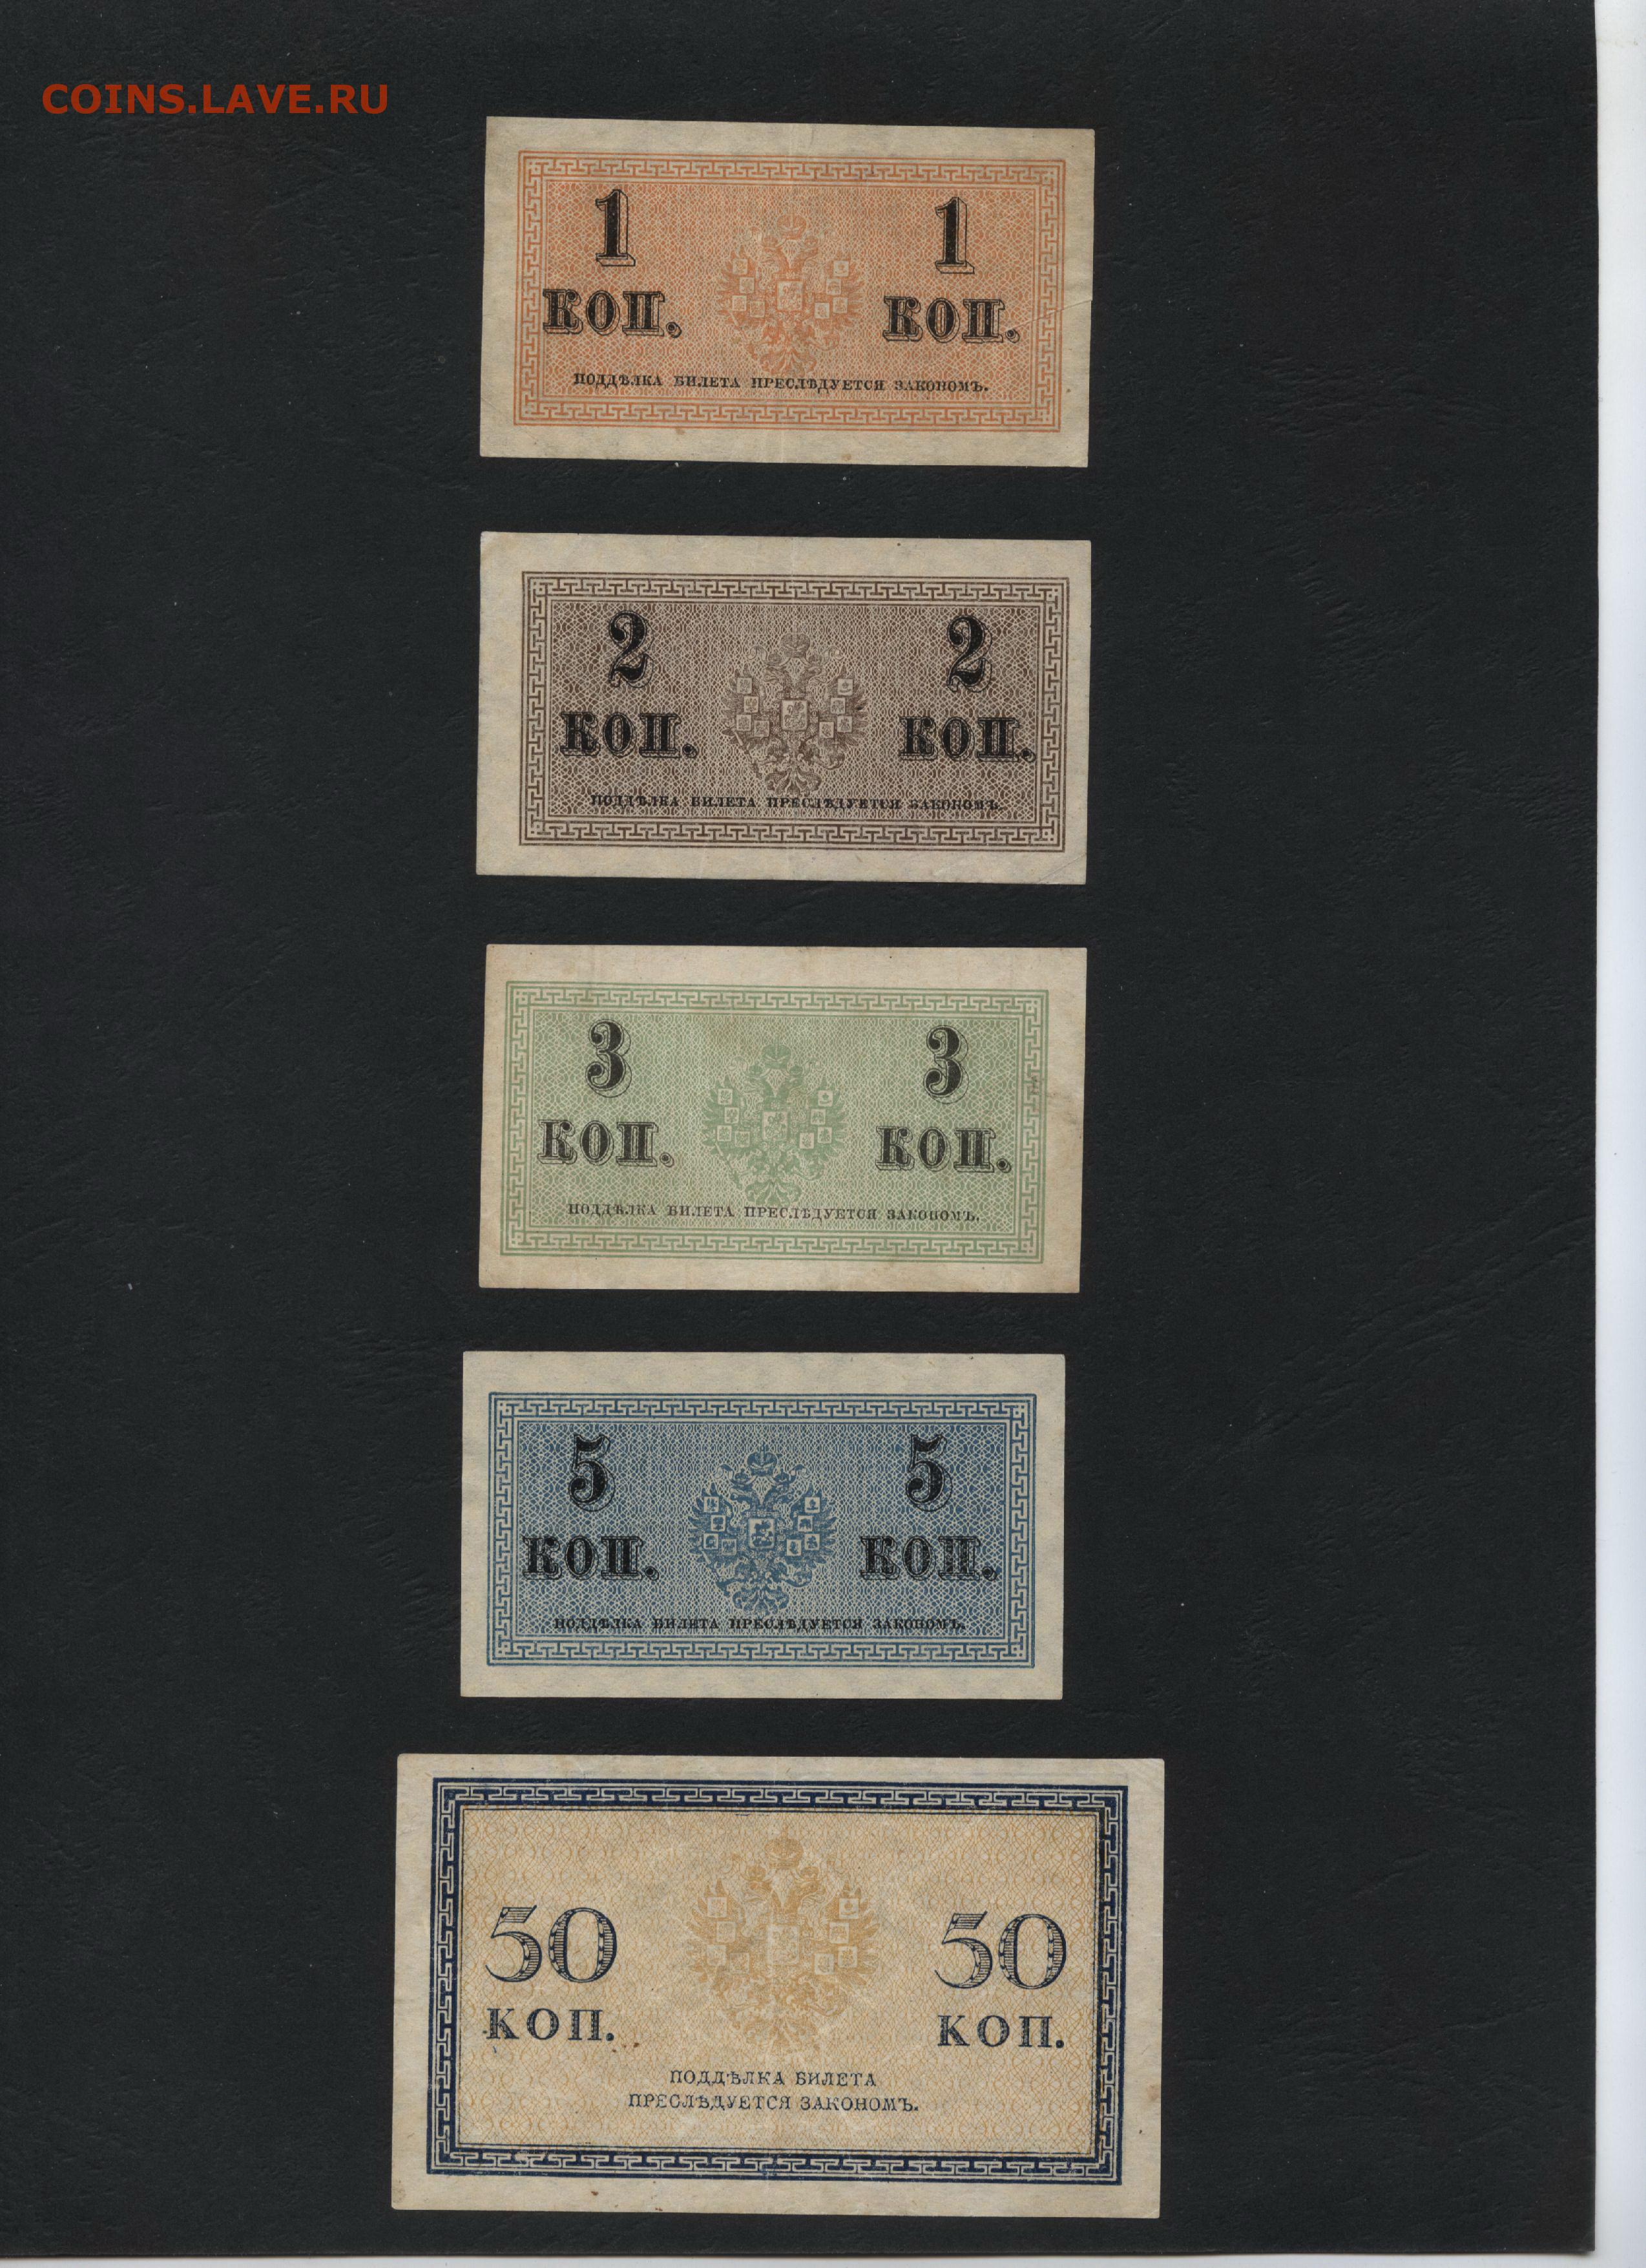 COINS.LAVE.RU
1 1
КОП. КОП.
ПОДДѢЛКА БИЛЕТА ПРЕСЛѢДУЕТСЯ ЗАКОНОМЪ.
2 2
КОП. КОП.
ПОДДѢЛКА БИЛЕТА ПРЕСЛѢДУЕТСЯ ЗАКОНОМЪ.
3 3
КОП. КОП.
ПОДДѢЛКА БИЛЕТА ПРЕСЛѢДУЕТСЯ ЗАКОНОМЪ.
5 5
КОП. КОП.
ПОДДѢЛКА БИЛЕТА ПРЕСЛѢДУЕТСЯ ЗАКОНОМЪ.
50 50
КОП. КОП.
ПОДДѢЛКА БИЛЕТА
ПРЕСЛѢДУЕТСЯ ЗАКОНОМЪ.